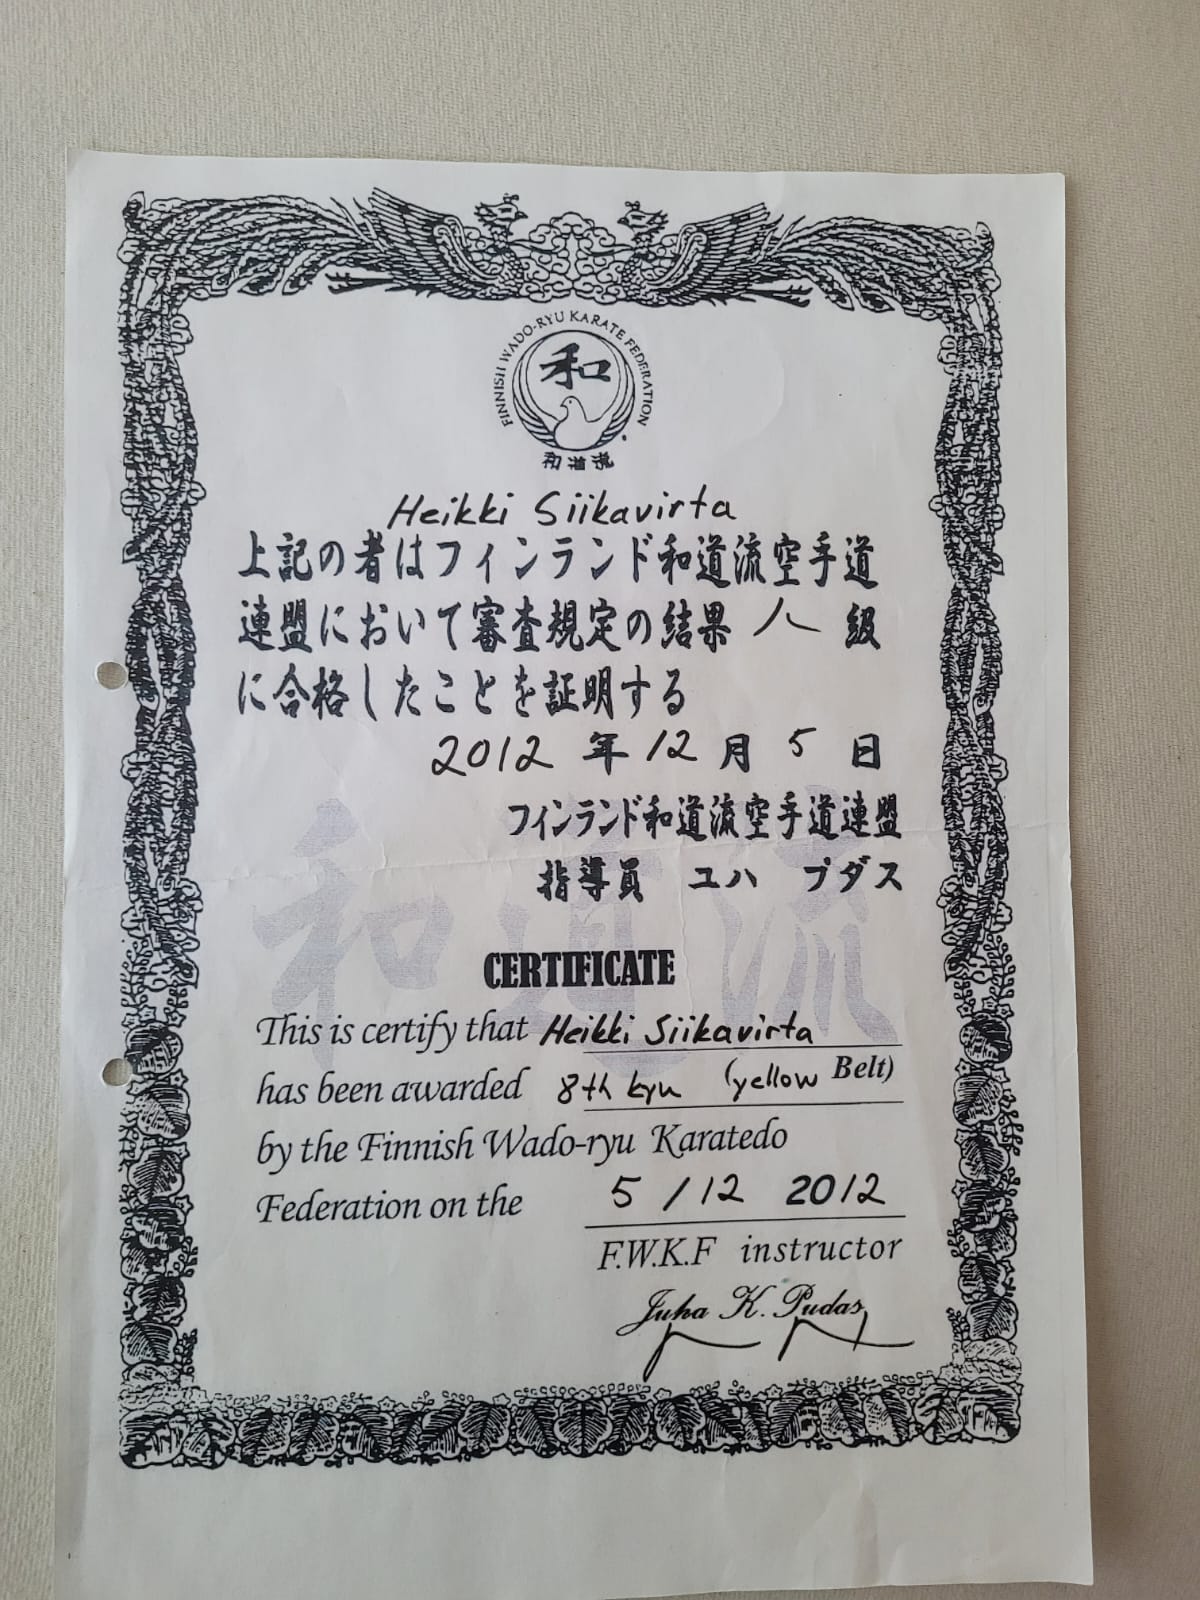 FINNISH WADO-RYU KARATE FEDERATION
和
和道流
Heikki Siikavirta
上記の者はフィンランド和道流空手道
連盟において審査規定の結果 八 級
に合格したことを証明する
2012 年 12 月 5 日
フィンランド和道流空手道連盟
指導員 ユハ プダス
和道流
CERTIFICATE
This is certify that Heikki Siikavirta
has been awarded 8th kyu (yellow Belt)
by the Finnish Wado-ryu Karatedo
Federation on the 5 / 12 2012
F.W.K.F instructor
Juha K. Pudas